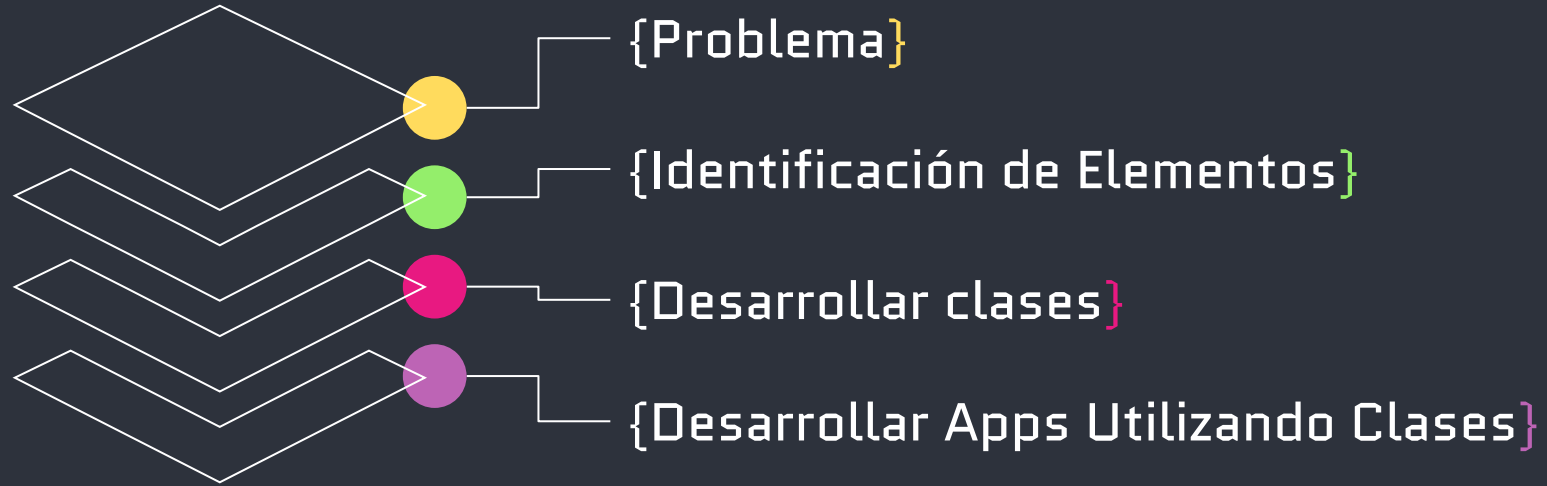 {Problema}
{Identificación de Elementos}
{Desarrollar clases}
{Desarrollar Apps Utilizando Clases}